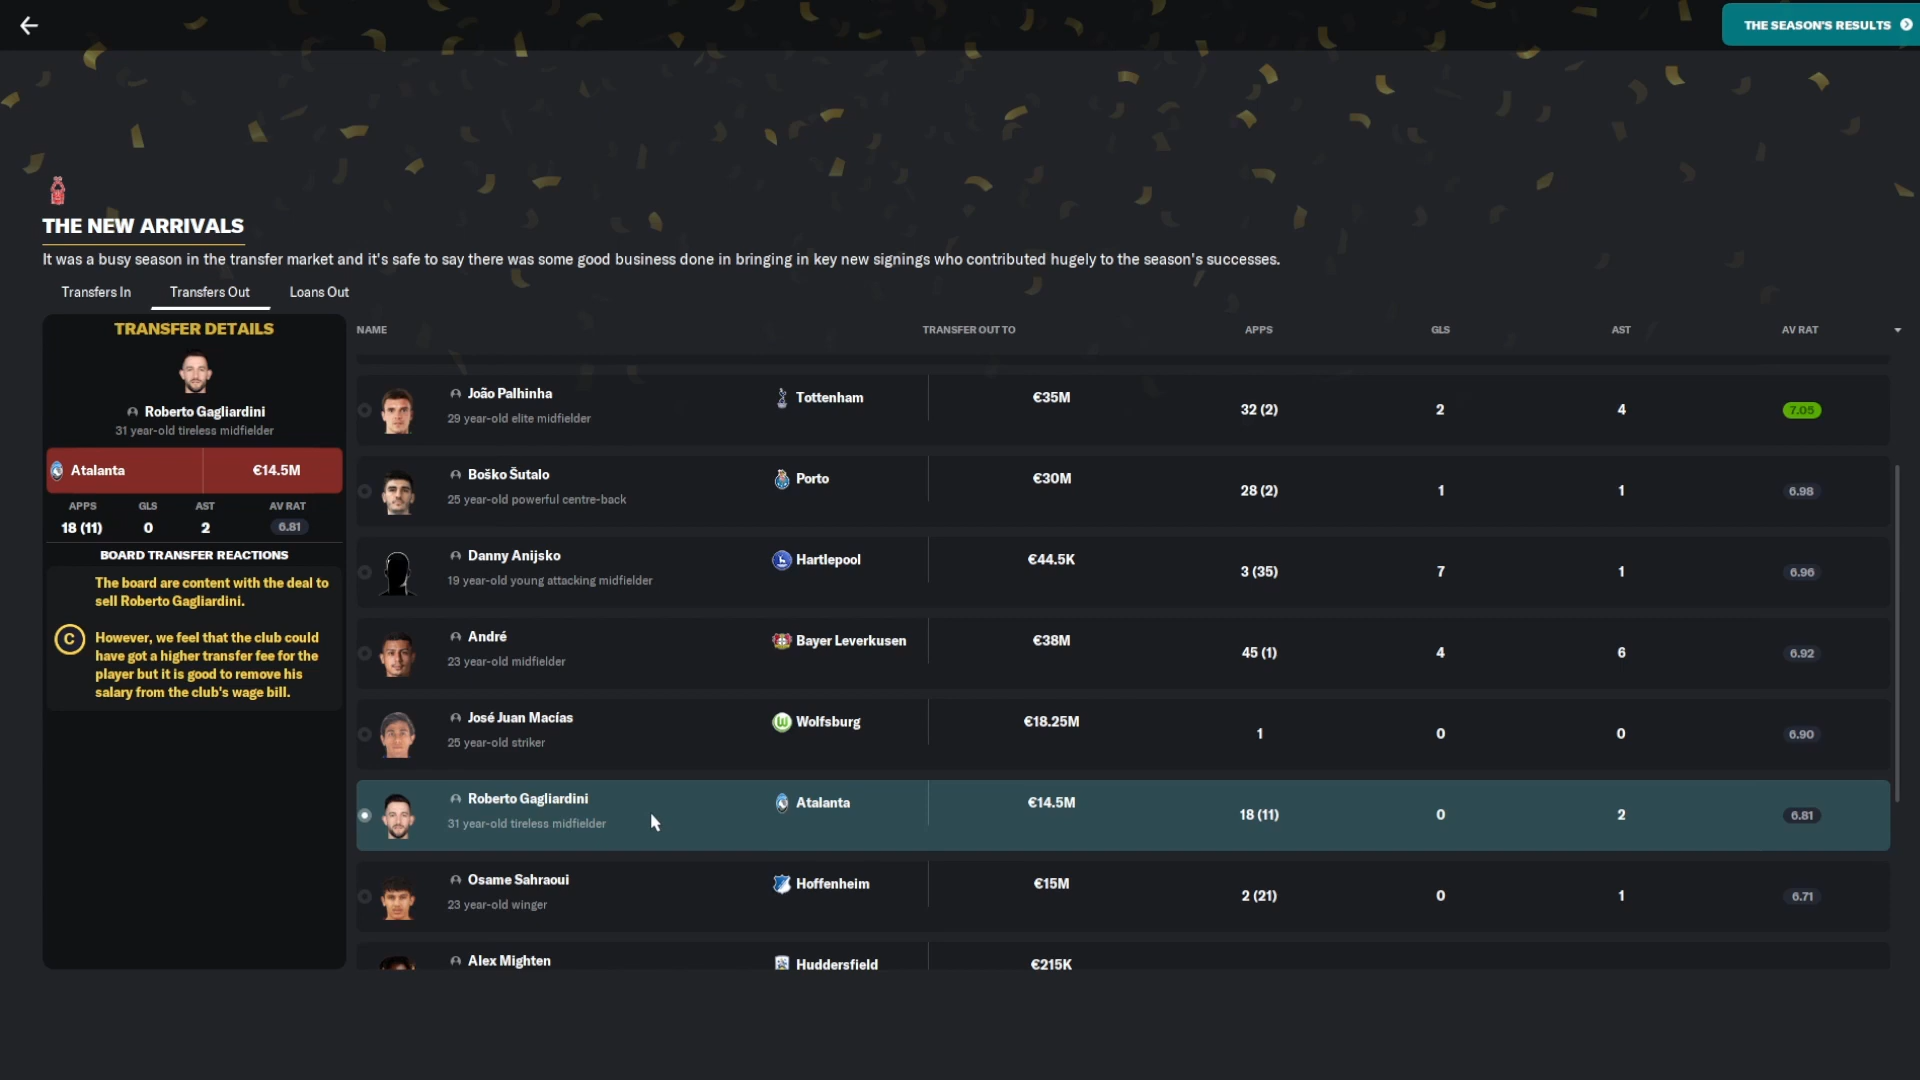 THE SEASON'S RESULTS
THE NEW ARRIVALS
It was a busy season in the transfer market and it's safe to say there was some good business done in bringing in key new signings who contributed hugely to the season's successes.
Transfers In Transfers Out Loans Out
TRANSFER DETAILS
Roberto Gagliardini
31 year-old tireless midfielder
Atalanta €14.5M
APPS GLS AST AV RAT
18 (11) 0 2 6.81
BOARD TRANSFER REACTIONS
The board are content with the deal to
sell Roberto Gagliardini.
C
However, we feel that the club could
have got a higher transfer fee for the
player but it is good to remove his
salary from the club's wage bill.
NAME TRANSFER OUT TO APPS GLS AST AV RAT
João Palhinha Tottenham €35M 32 (2) 2 4 7.05
29 year-old elite midfielder
Boško Šutalo Porto €30M 28 (2) 1 1 6.98
25 year-old powerful centre-back
Danny Anijsko Hartlepool €44.5K 3 (35) 7 1 6.96
19 year-old young attacking midfielder
André Bayer Leverkusen €38M 45 (1) 4 6 6.92
23 year-old midfielder
José Juan Macías Wolfsburg €18.25M 1 0 0 6.90
25 year-old striker
Roberto Gagliardini Atalanta €14.5M 18 (11) 0 2 6.81
31 year-old tireless midfielder
Osame Sahraoui Hoffenheim €15M 2 (21) 0 1 6.71
23 year-old winger
Alex Mighten Huddersfield €215K